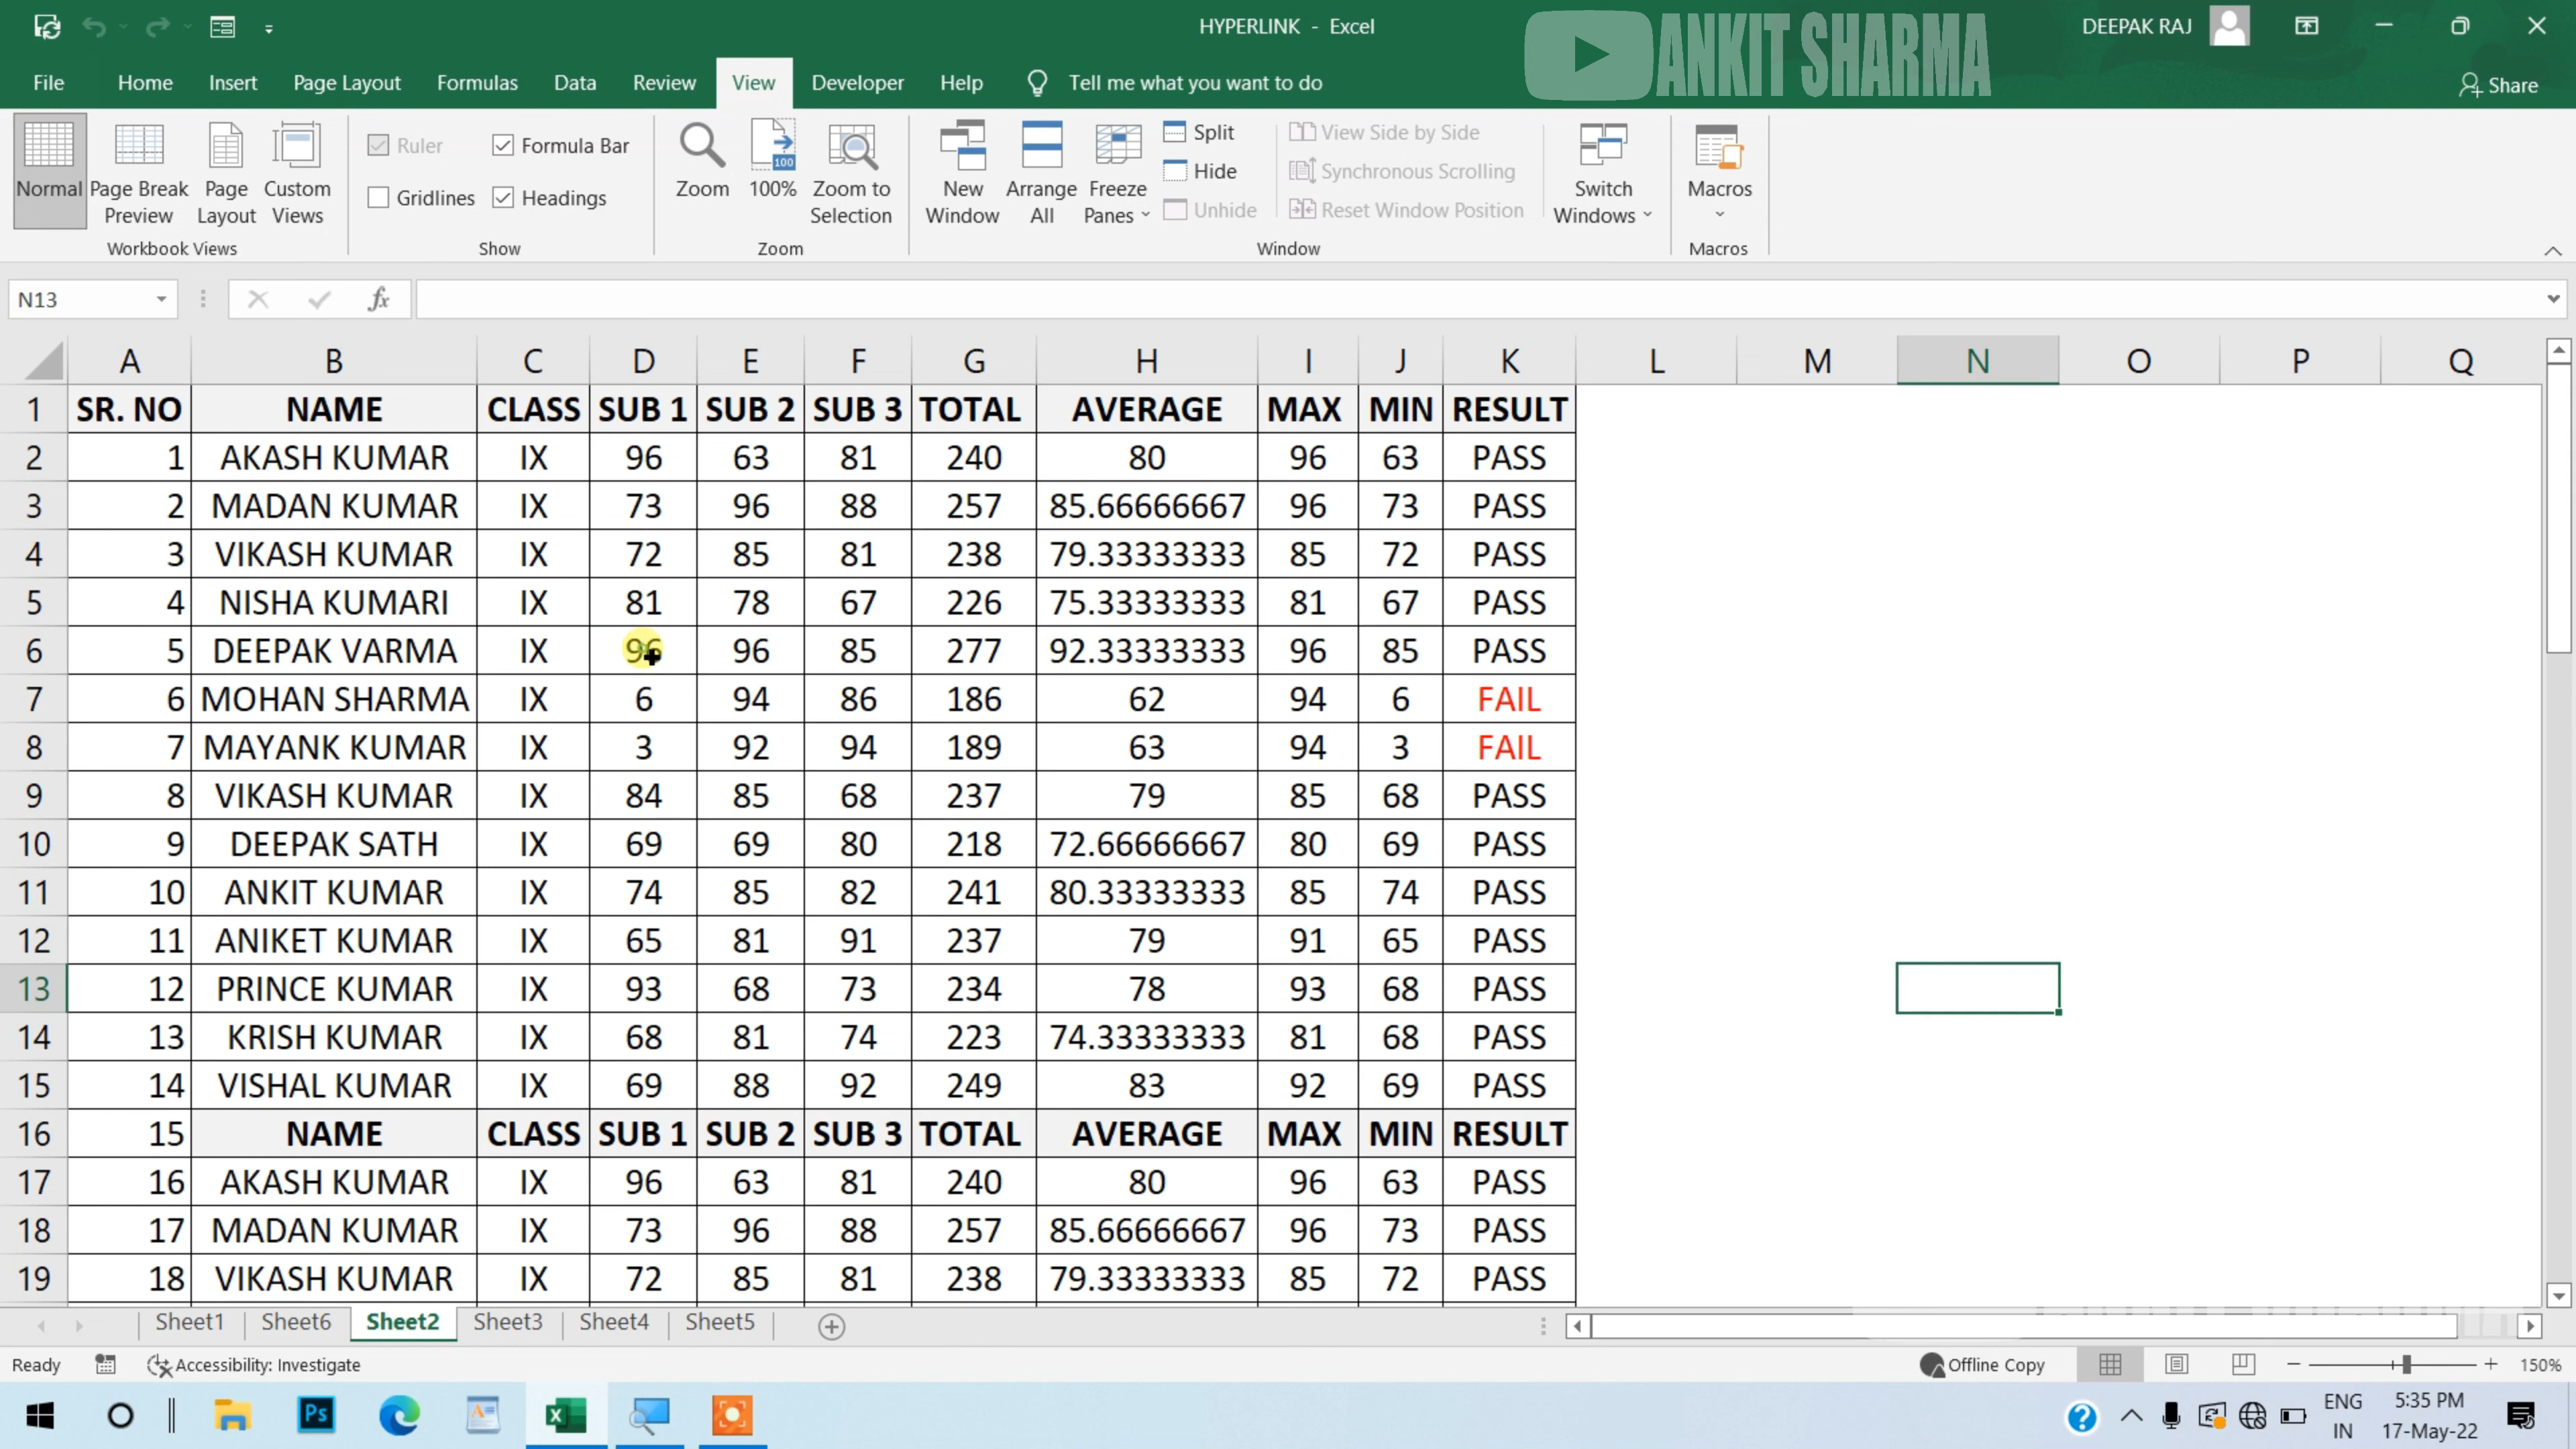 HYPERLINK - Excel
ANKIT SHARMA
DEEPAK RAJ
File Home Insert Page Layout Formulas Data Review View Developer Help Tell me what you want to do Share
Normal Page Break Preview Page Layout Custom Views
Ruler Formula Bar
Gridlines Headings
Zoom 100% Zoom to Selection
100
New Window Arrange All Freeze Panes
Split
Hide
Unhide
View Side by Side
Synchronous Scrolling
Reset Window Position
Switch Windows
Macros
Workbook Views Show Zoom Window Macros
N13 fx
A B C D E F G H I J K L M N O P Q
1 SR. NO NAME CLASS SUB 1 SUB 2 SUB 3 TOTAL AVERAGE MAX MIN RESULT
2 1 AKASH KUMAR IX 96 63 81 240 80 96 63 PASS
3 2 MADAN KUMAR IX 73 96 88 257 85.66666667 96 73 PASS
4 3 VIKASH KUMAR IX 72 85 81 238 79.33333333 85 72 PASS
5 4 NISHA KUMARI IX 81 78 67 226 75.33333333 81 67 PASS
6 5 DEEPAK VARMA IX 96 96 85 277 92.33333333 96 85 PASS
7 6 MOHAN SHARMA IX 6 94 86 186 62 94 6 FAIL
8 7 MAYANK KUMAR IX 3 92 94 189 63 94 3 FAIL
9 8 VIKASH KUMAR IX 84 85 68 237 79 85 68 PASS
10 9 DEEPAK SATH IX 69 69 80 218 72.66666667 80 69 PASS
11 10 ANKIT KUMAR IX 74 85 82 241 80.33333333 85 74 PASS
12 11 ANIKET KUMAR IX 65 81 91 237 79 91 65 PASS
13 12 PRINCE KUMAR IX 93 68 73 234 78 93 68 PASS
14 13 KRISH KUMAR IX 68 81 74 223 74.33333333 81 68 PASS
15 14 VISHAL KUMAR IX 69 88 92 249 83 92 69 PASS
16 15 NAME CLASS SUB 1 SUB 2 SUB 3 TOTAL AVERAGE MAX MIN RESULT
17 16 AKASH KUMAR IX 96 63 81 240 80 96 63 PASS
18 17 MADAN KUMAR IX 73 96 88 257 85.66666667 96 73 PASS
19 18 VIKASH KUMAR IX 72 85 81 238 79.33333333 85 72 PASS
Sheet1 Sheet6 Sheet2 Sheet3 Sheet4 Sheet5
Ready Accessibility: Investigate Offline Copy 150%
Ps
ENG
IN
5:35 PM
17-May-22